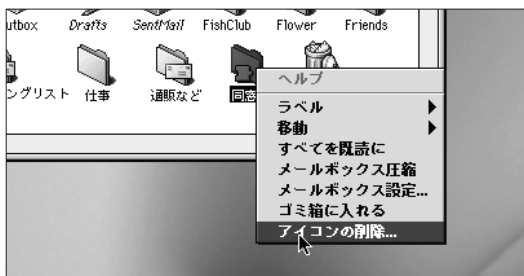 utbox Drafts SentMail FishClub Flower Friends
ングリスト 仕事 通販など 同窓
ヘルプ
ラベル
移動
すべてを既読に
メールボックス圧縮
メールボックス設定...
ゴミ箱に入れる
アイコンの削除...